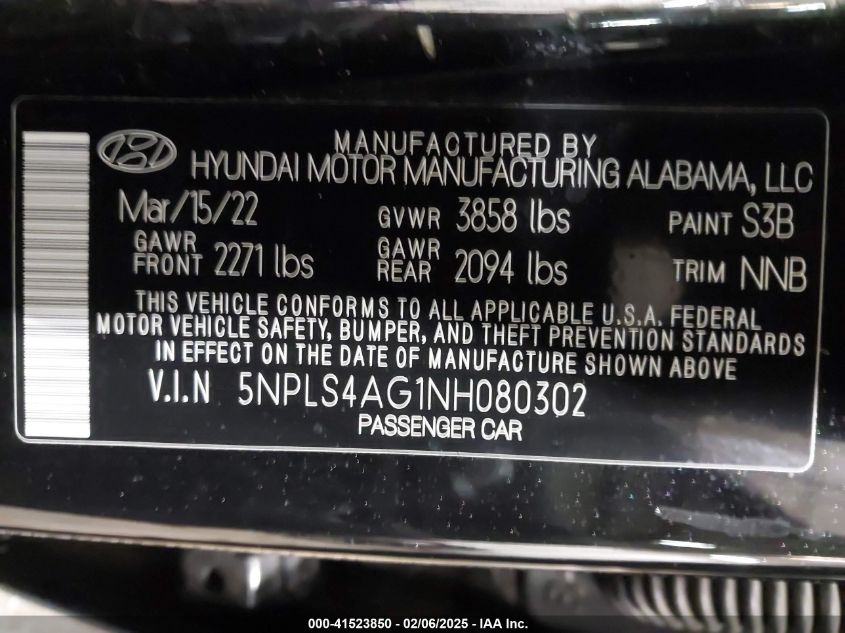 MANUFACTURED BY
HYUNDAI MOTOR MANUFACTURING ALABAMA, LLC
Mar/15/22 GVWR 3858 lbs PAINT S3B
GAWR FRONT 2271 lbs GAWR REAR 2094 lbs TRIM NNB
THIS VEHICLE CONFORMS TO ALL APPLICABLE U.S.A. FEDERAL
MOTOR VEHICLE SAFETY, BUMPER, AND THEFT PREVENTION STANDARDS
IN EFFECT ON THE DATE OF MANUFACTURE SHOWN ABOVE
V.I.N 5NPLS4AG1NH080302
PASSENGER CAR
000-41523850 - 02/06/2025 - IAA Inc.